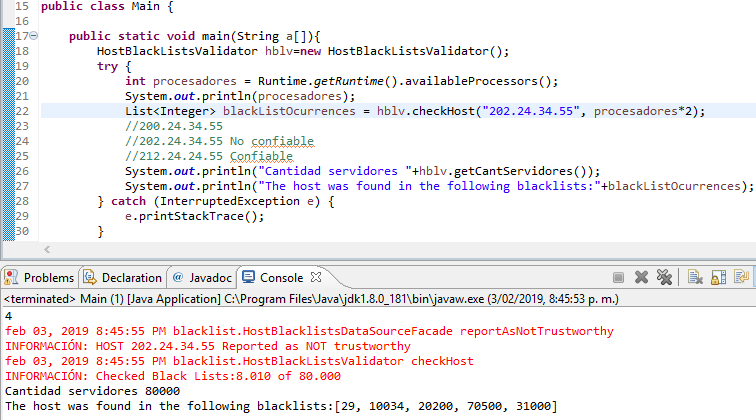 15 public class Main {
16
17 public static void main(String a[]){
18 HostBlackListsValidator hblv=new HostBlackListsValidator();
19 try {
20 int procesadores = Runtime.getRuntime().availableProcessors();
21 System.out.println(procesadores);
22 List<Integer> blackListOcurrences = hblv.checkHost("202.24.34.55", procesadores*2);
23 //200.24.34.55
24 //202.24.34.55 No confiable
25 //212.24.24.55 Confiable
26 System.out.println("Cantidad servidores "+hblv.getCantServidores());
27 System.out.println("The host was found in the following blacklists:"+blackListOcurrences);
28 } catch (InterruptedException e) {
29 e.printStackTrace();
30 }
Problems Declaration @ Javadoc Console
<terminated> Main (1) [Java Application] C:\Program Files\Java\jdk1.8.0_181\bin\javaw.exe (3/02/2019, 8:45:53 p. m.)
4
feb 03, 2019 8:45:55 PM blacklist.HostBlacklistsDataSourceFacade reportAsNotTrustworthy
INFORMACIÓN: HOST 202.24.34.55 Reported as NOT trustworthy
feb 03, 2019 8:45:55 PM blacklist.HostBlackListsValidator checkHost
INFORMACIÓN: Checked Black Lists:8.010 of 80.000
Cantidad servidores 80000
The host was found in the following blacklists:[29, 10034, 20200, 70500, 31000]